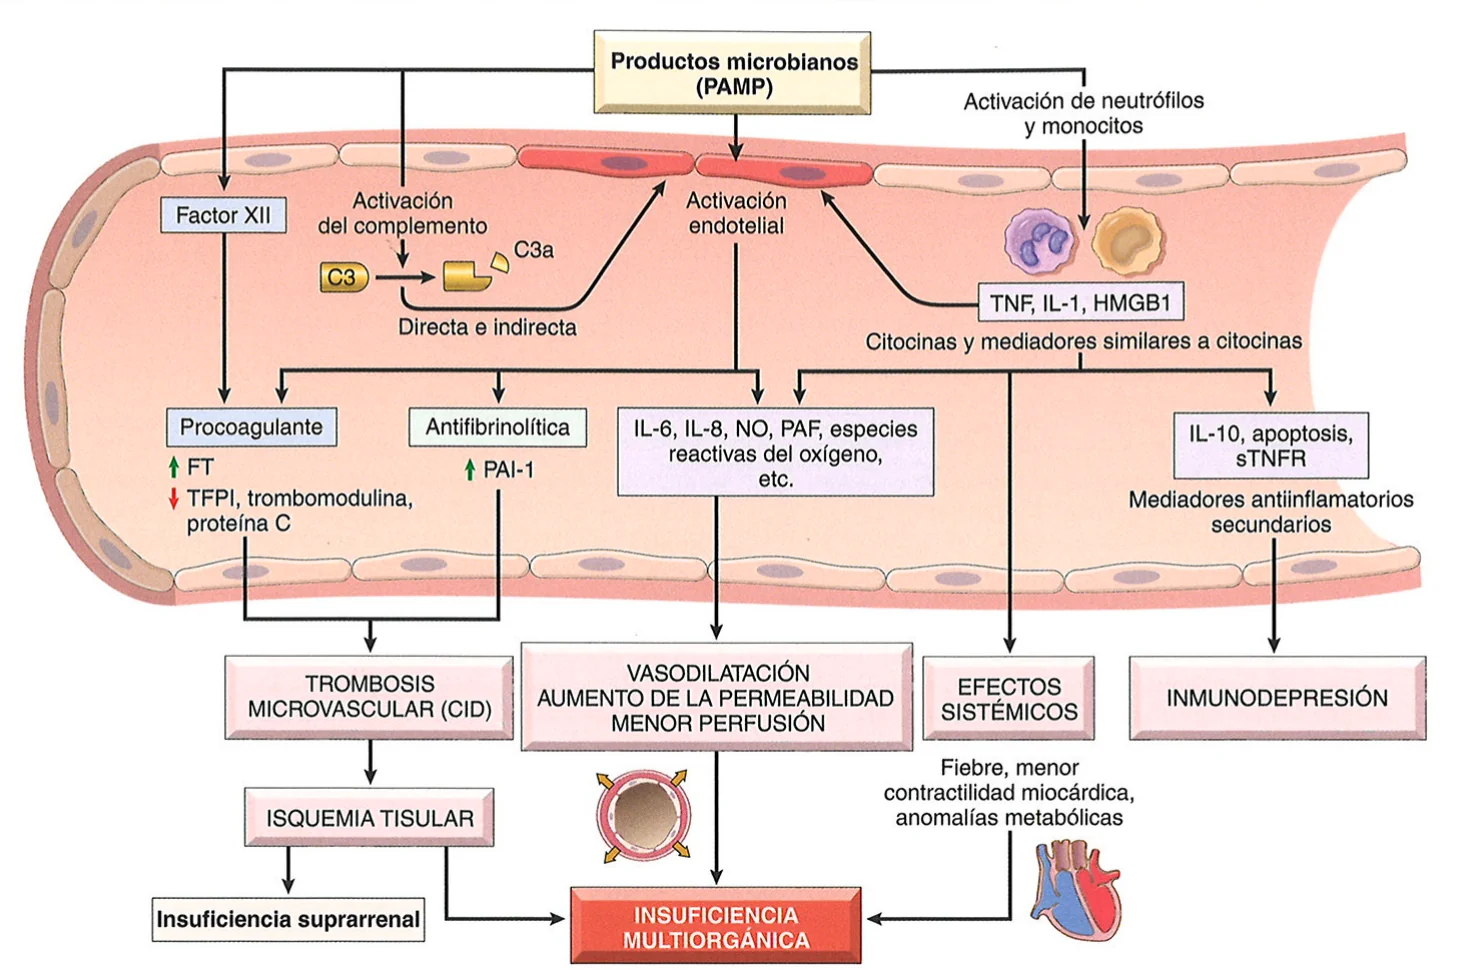 Productos microbianos
(PAMP)
Activación de neutrófilos
y monocitos
Factor XII
Activación
del complemento
C3
C3a
Directa e indirecta
Activación
endotelial
TNF, IL-1, HMGB1
Citocinas y mediadores similares a citocinas
Procoagulante
FT
TFPI, trombomodulina,
proteína C
Antifibrinolítica
PAI-1
IL-6, IL-8, NO, PAF, especies
reactivas del oxígeno,
etc.
IL-10, apoptosis,
sTNFR
Mediadores antiinflamatorios
secundarios
TROMBOSIS
MICROVASCULAR (CID)
VASODILATACIÓN
AUMENTO DE LA PERMEABILIDAD
MENOR PERFUSIÓN
EFECTOS
SISTÉMICOS
INMUNODEPRESIÓN
Fiebre, menor
contractilidad miocárdica,
anomalías metabólicas
ISQUEMIA TISULAR
Insuficiencia suprarrenal
INSUFICIENCIA
MULTIORGÁNICA